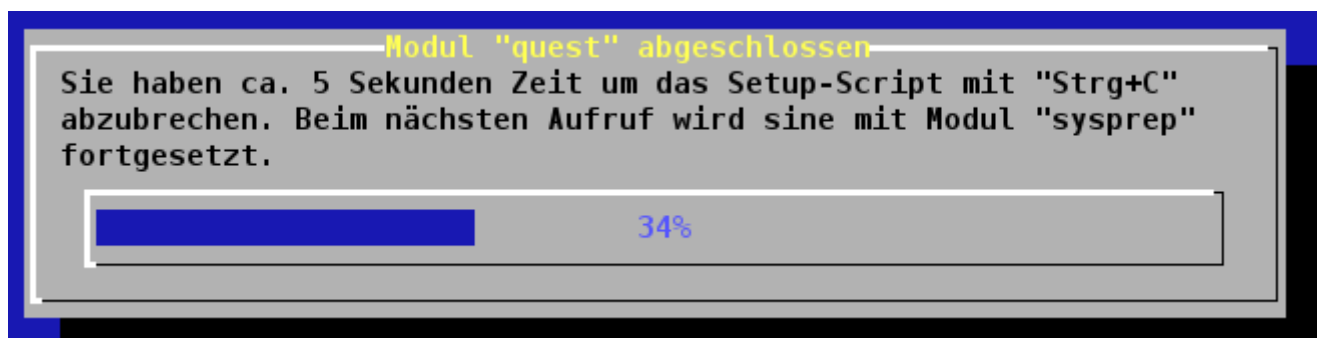 Modul "quest" abgeschlossen
Sie haben ca. 5 Sekunden Zeit um das Setup-Script mit "Strg+C"
abzubrechen. Beim nächsten Aufruf wird sine mit Modul "sysprep"
fortgesetzt.
34%